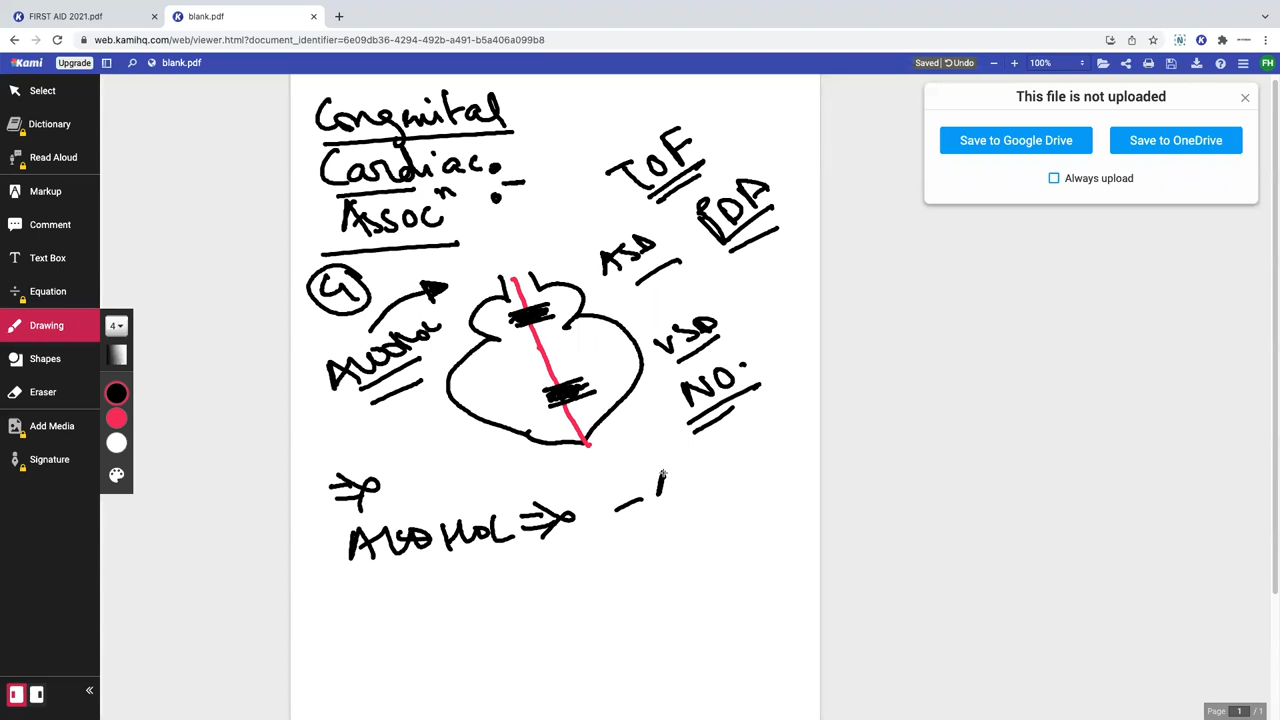 FIRST AID 2021.pdf
blank.pdf
web.kamihq.com/web/viewer.html?document_identifier=6e09db36-4294-492b-a491-b5a406a099b8
Kami
Upgrade
blank.pdf
Saved
Undo
100%
FH
Select
Dictionary
Read Aloud
Markup
Comment
Text Box
Equation
Drawing
Shapes
Eraser
Add Media
Signature
4
This file is not uploaded
Save to Google Drive
Save to OneDrive
Always upload
Congenital
Cardiac :-
Assocⁿ
TOF
PDA
ASD
Alcohol
VSD
NO.
ALCOHOL
Page
1
/ 1